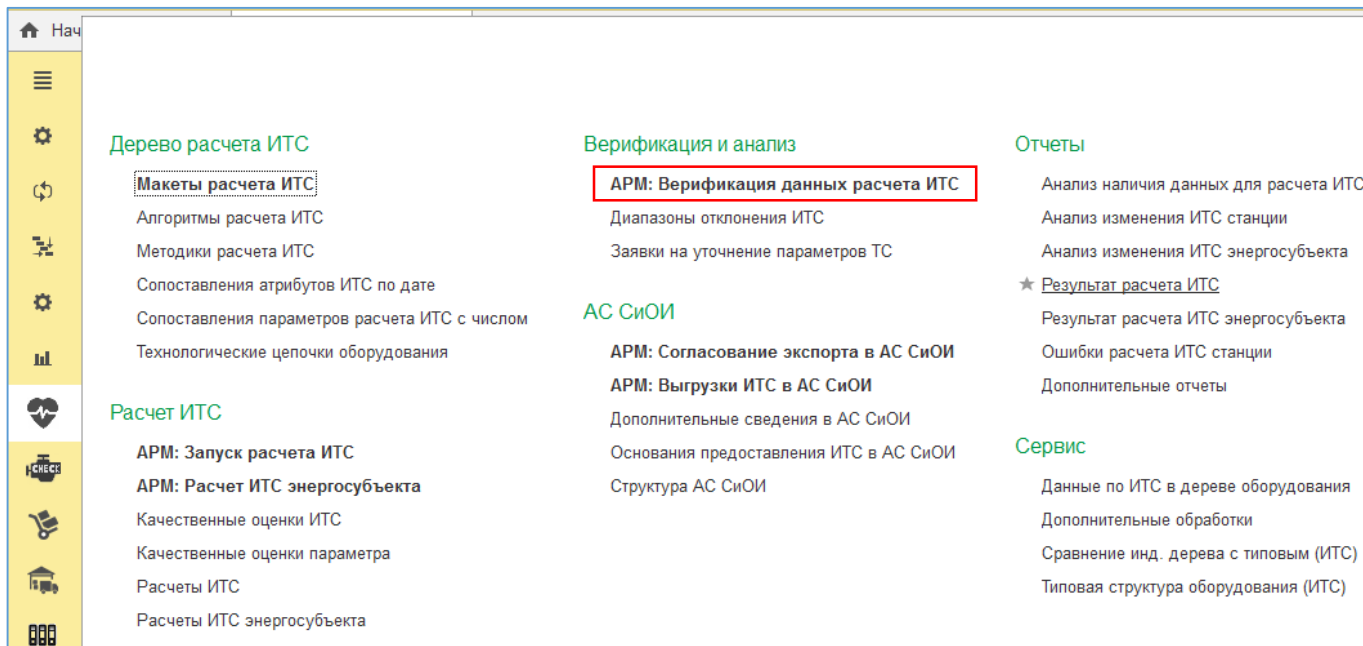 Нач
Дерево расчета ИТС
Макеты расчета ИТС
Алгоритмы расчета ИТС
Методики расчета ИТС
Сопоставления атрибутов ИТС по дате
Сопоставления параметров расчета ИТС с числом
Технологические цепочки оборудования
Расчет ИТС
АРМ: Запуск расчета ИТС
АРМ: Расчет ИТС энергосубъекта
Качественные оценки ИТС
Качественные оценки параметра
Расчеты ИТС
Расчеты ИТС энергосубъекта
Верификация и анализ
АРМ: Верификация данных расчета ИТС
Диапазоны отклонения ИТС
Заявки на уточнение параметров ТС
АС СиОИ
АРМ: Согласование экспорта в АС СиОИ
АРМ: Выгрузки ИТС в АС СиОИ
Дополнительные сведения в АС СиОИ
Основания предоставления ИТС в АС СиОИ
Структура АС СиОИ
Отчеты
Анализ наличия данных для расчета ИТС
Анализ изменения ИТС станции
Анализ изменения ИТС энергосубъекта
Результат расчета ИТС
Результат расчета ИТС энергосубъекта
Ошибки расчета ИТС станции
Дополнительные отчеты
Сервис
Данные по ИТС в дереве оборудования
Дополнительные обработки
Сравнение инд. дерева с типовым (ИТС)
Типовая структура оборудования (ИТС)
CHECK